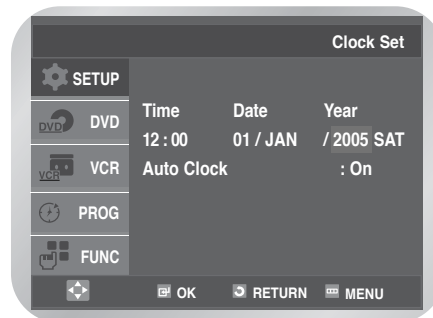 Clock Set
SETUP
DVD DVD
VCR VCR
PROG
FUNC
Time Date Year
12 : 00 01 / JAN / 2005 SAT
Auto Clock : On
OK RETURN MENU